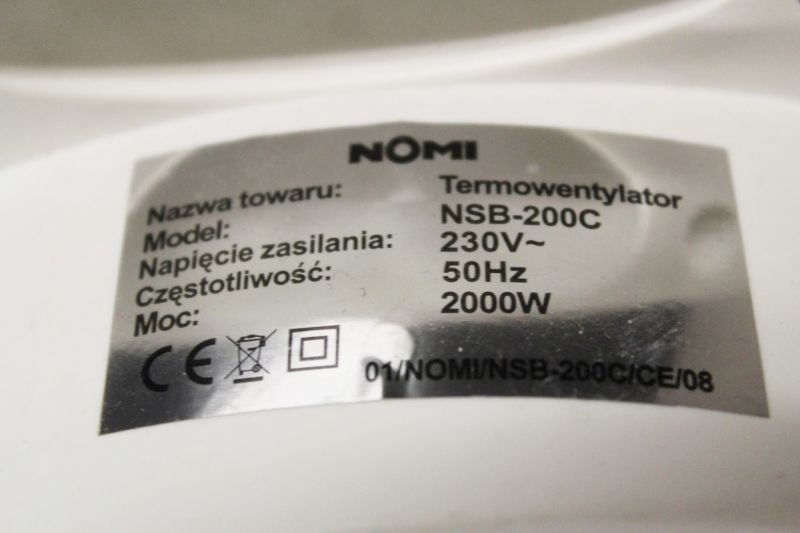 NOMI
Nazwa towaru: Termowentylator
Model: NSB-200C
Napięcie zasilania: 230V~
Częstotliwość: 50Hz
Moc: 2000W
CE
01/NOMI/NSB-200C/CE/08